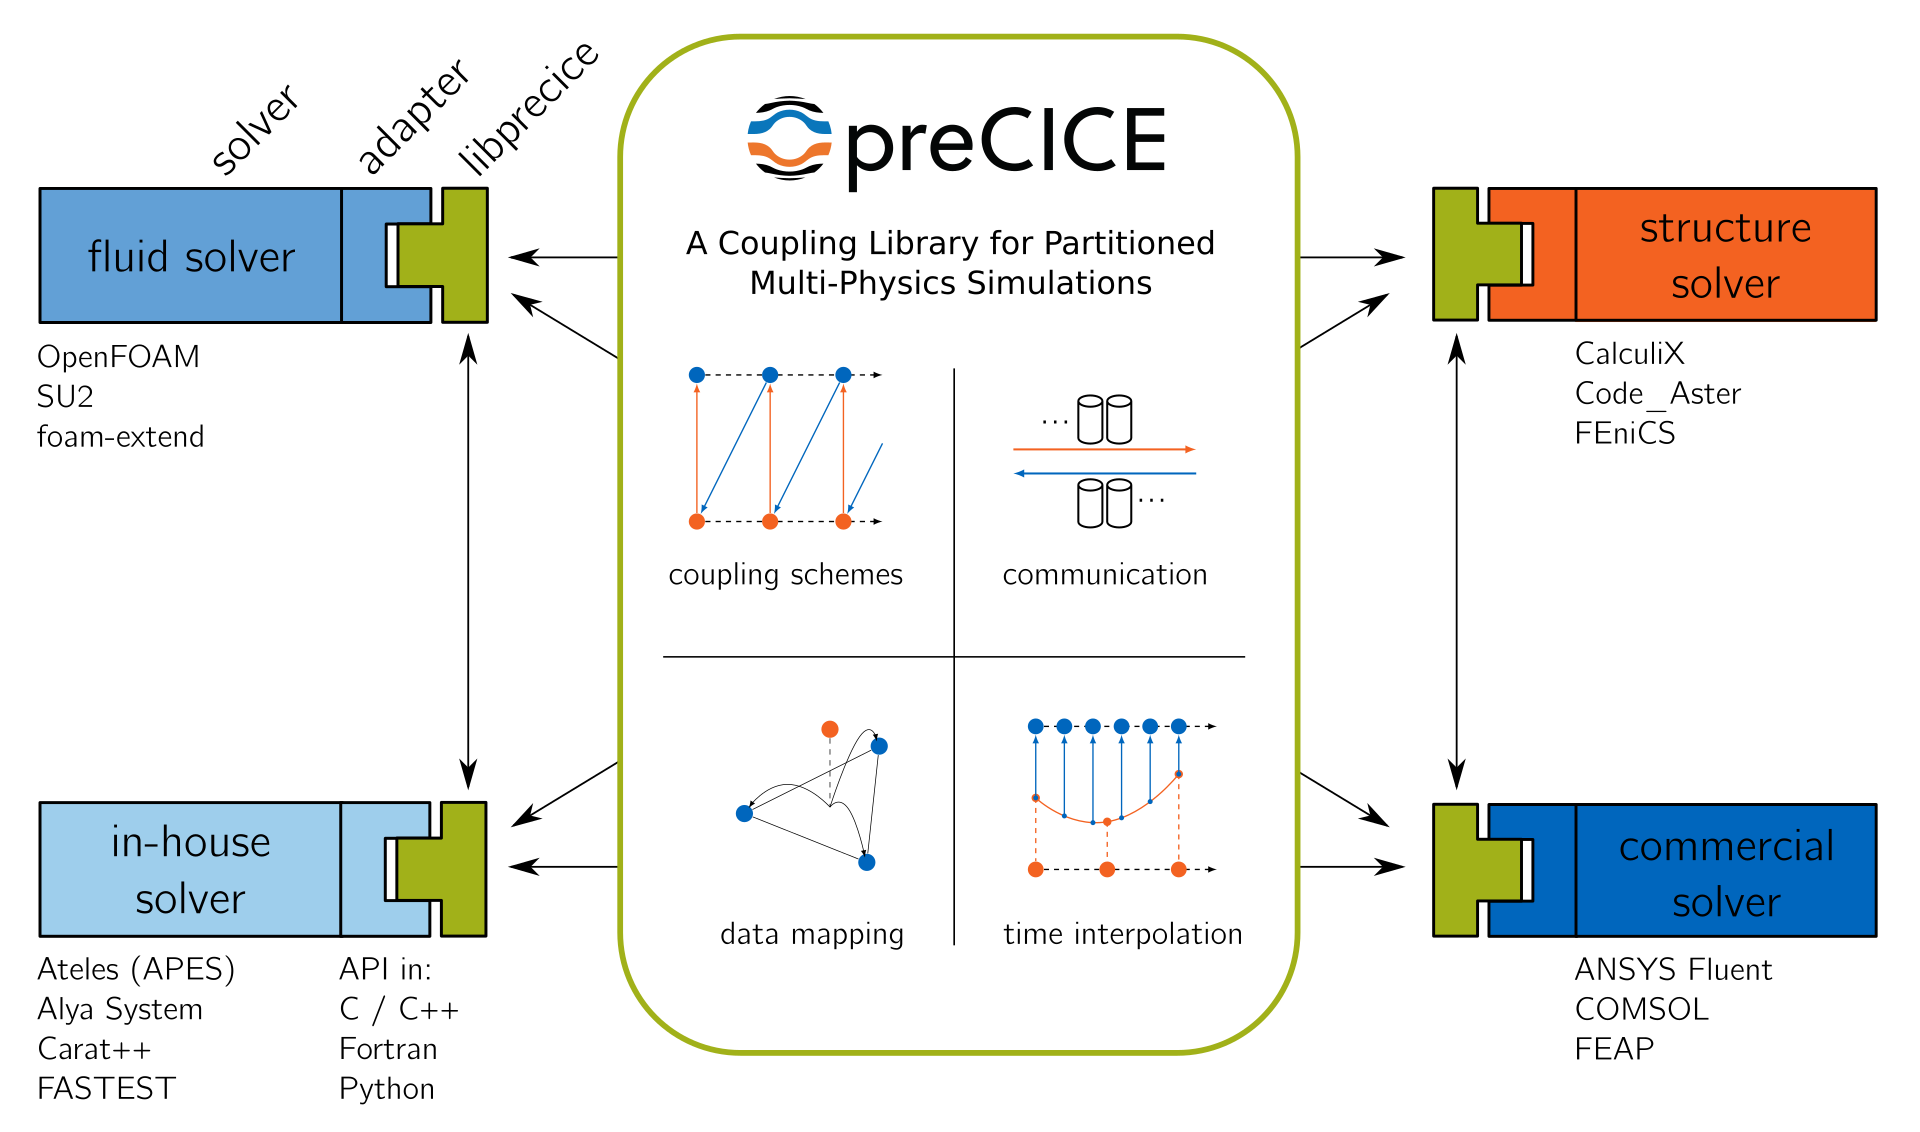 solver
adapter
libprecice
preCICE
A Coupling Library for Partitioned
Multi-Physics Simulations
fluid solver
OpenFOAM
SU2
foam-extend
structure
solver
CalculiX
Code_Aster
FEniCS
...
...
coupling schemes
communication
data mapping
time interpolation
in-house
solver
Ateles (APES)
Alya System
Carat++
FASTEST
API in:
C / C++
Fortran
Python
commercial
solver
ANSYS Fluent
COMSOL
FEAP